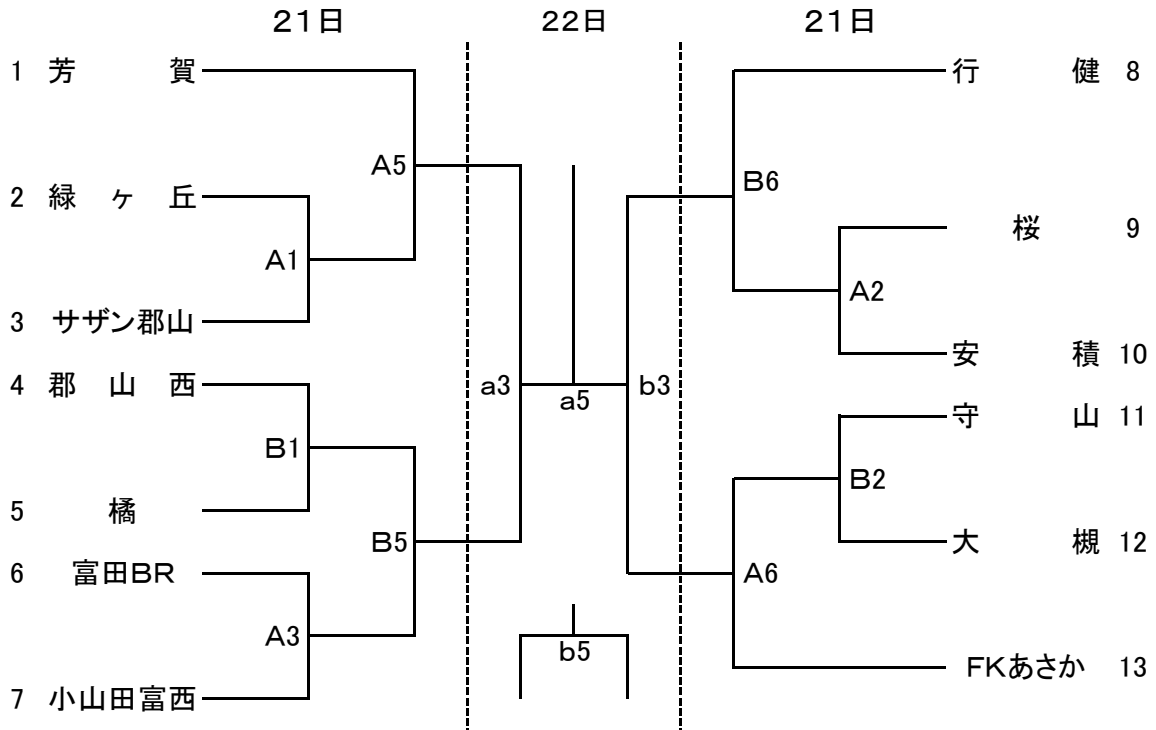 21日 22日 21日
1 芳賀
2 緑ヶ丘
3 サザン郡山
4 郡山西
5 橘
6 富田BR
7 小山田富西
A5
A1
B1
B5
A3
a3
a5
b3
b5
B6
A2
B2
A6
行健 8
桜 9
安積 10
守山 11
大槻 12
FKあさか 13